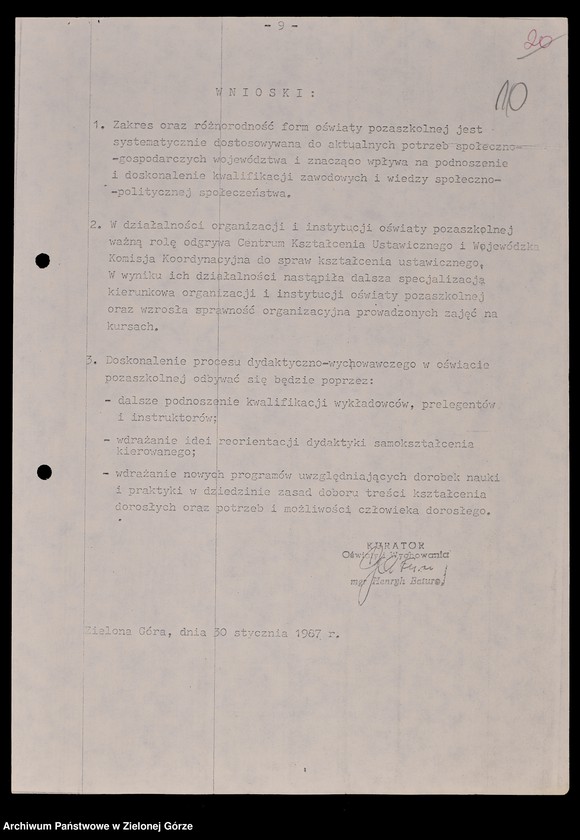 - 9 -
20
10
WNIOSKI:
1. Zakres oraz różnorodność form oświaty pozaszkolnej jest
systematycznie dostosowywana do aktualnych potrzeb społeczno-
-gospodarczych województwa i znacząco wpływa na podnoszenie
i doskonalenie kwalifikacji zawodowych i wiedzy społeczno-
-politycznej społeczeństwa.
2. W działalności organizacji i instytucji oświaty pozaszkolnej
ważną rolę odgrywa Centrum Kształcenia Ustawicznego i Wojewódzka
Komisja Koordynacyjna do spraw kształcenia ustawicznego,
W wyniku ich działalności nastąpiła dalsza specjalizacja
kierunkowa organizacji i instytucji oświaty pozaszkolnej
oraz wzrosła sprawność organizacyjna prowadzonych zajęć na
kursach.
3. Doskonalenie procesu dydaktyczno-wychowawczego w oświacie
pozaszkolnej odbywać się będzie poprzez:
- dalsze podnoszenie kwalifikacji wykładowców, prelegentów
i instruktorów;
- wdrażanie idei reorientacji dydaktyki samokształcenia
kierowanego;
- wdrażanie nowych programów uwzględniających dorobek nauki
i praktyki w dziedzinie zasad doboru treści kształcenia
dorosłych oraz potrzeb i możliwości człowieka dorosłego.
KURATOR
Oświaty i Wychowania
mgr Henryk Baturo
Zielona Góra, dnia 30 stycznia 1987 r.
Archiwum Państwowe w Zielonej Górze